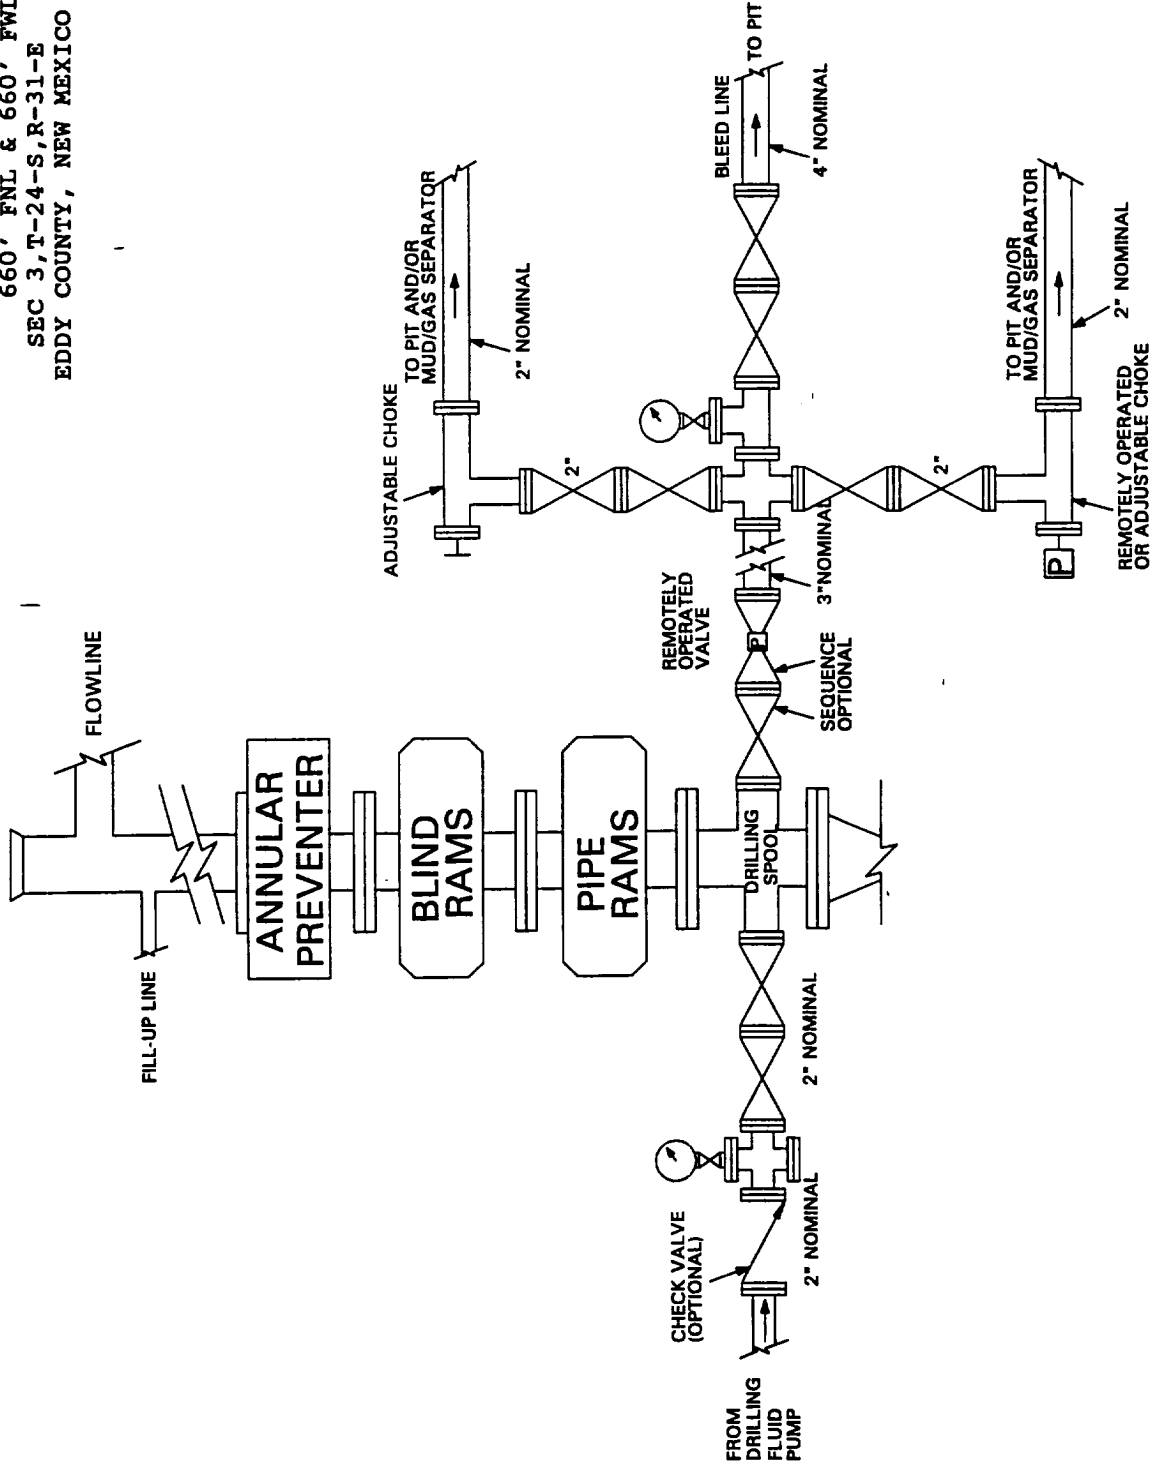 660' FNL & 660' FWL
SEC 3,T-24-S,R-31-E
EDDY COUNTY, NEW MEXICO
FLOWLINE
FILL-UP LINE
ANNULAR
PREVENTER
BLIND
RAMS
PIPE
RAMS
DRILLING
SPOOL
ADJUSTABLE CHOKE
TO PIT AND/OR
MUD/GAS SEPARATOR
2" NOMINAL
2"
REMOTELY
OPERATED
VALVE
P
SEQUENCE
OPTIONAL
3"NOMINAL
BLEED LINE
TO PIT
4" NOMINAL
2"
TO PIT AND/OR
MUD/GAS SEPARATOR
2" NOMINAL
P
REMOTELY OPERATED
OR ADJUSTABLE CHOKE
FROM
DRILLING
FLUID
PUMP
CHECK VALVE
(OPTIONAL)
2" NOMINAL
2" NOMINAL